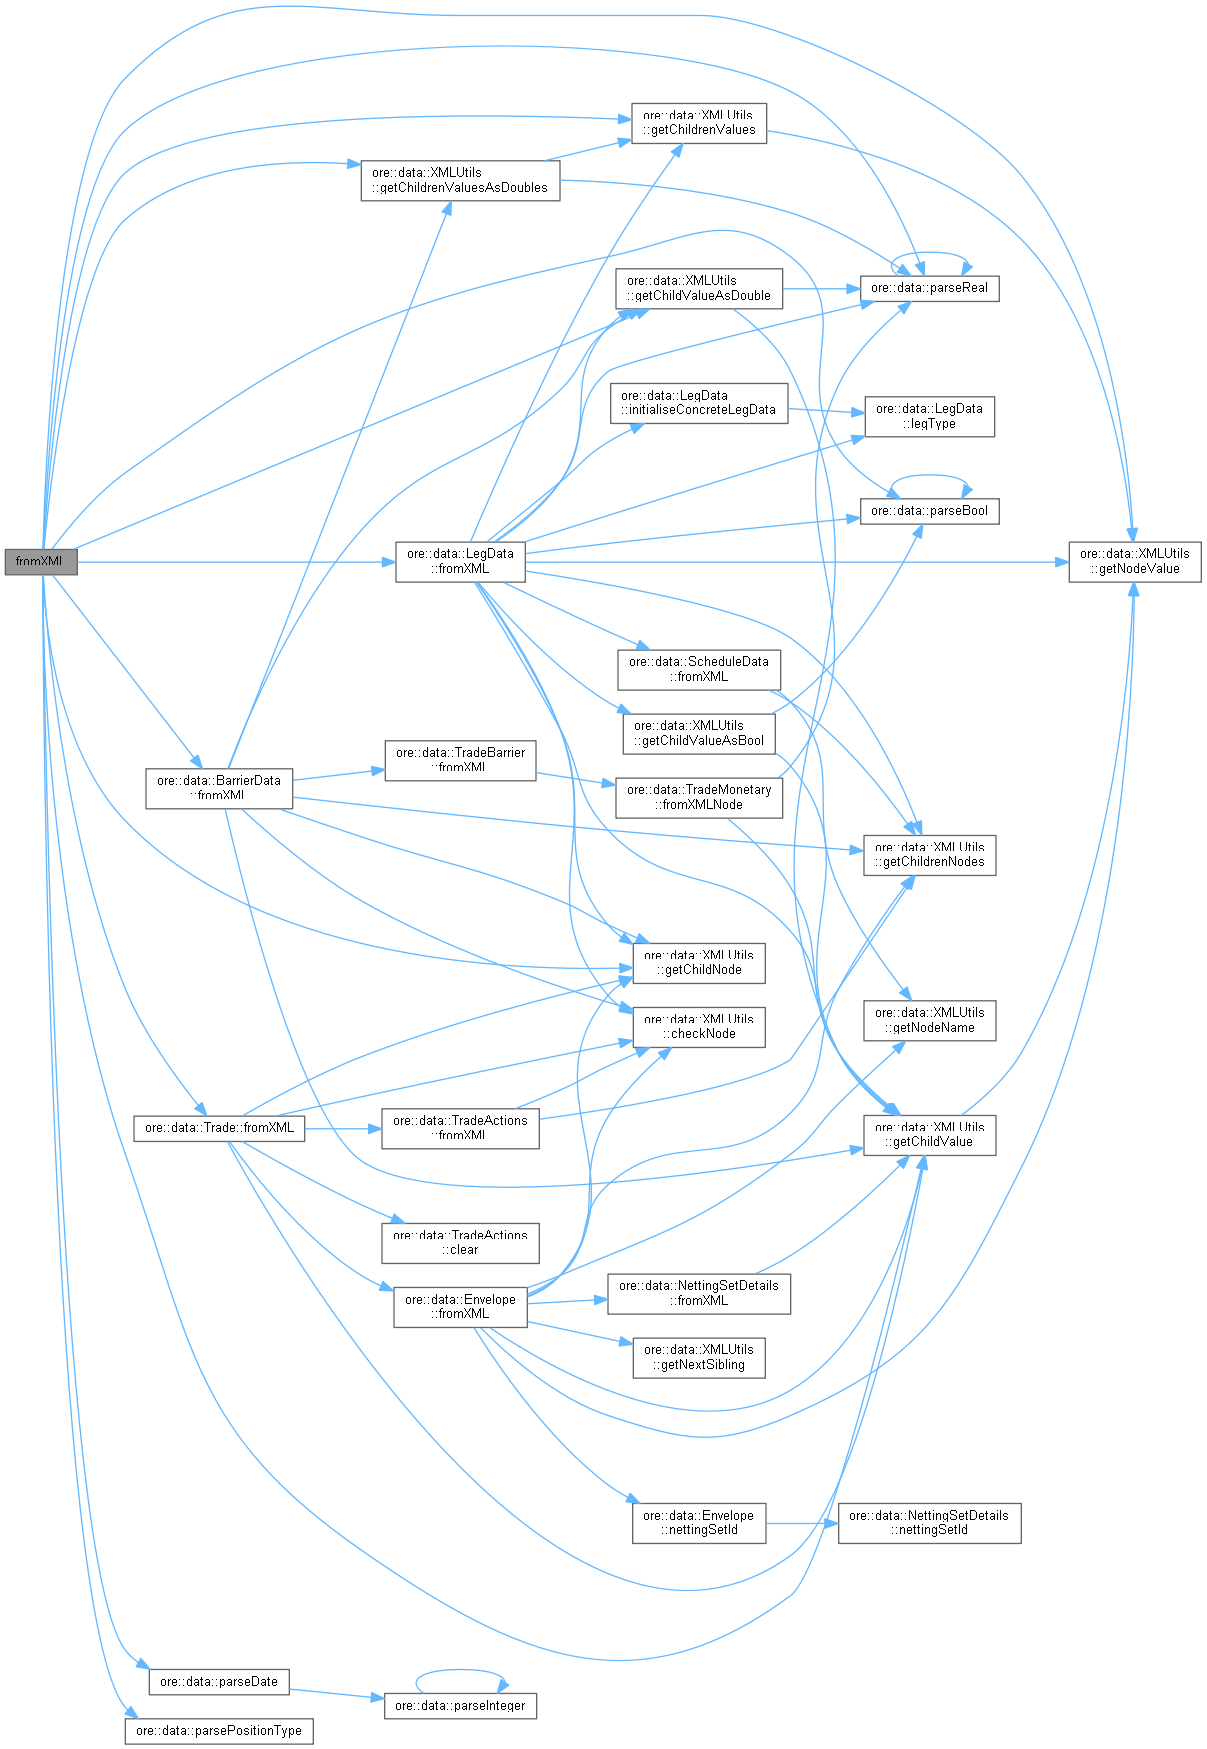 ore::data::XMLUtils
::getChildrenValues
ore::data::XMLUtils
::getChildrenValuesAsDoubles
ore::data::XMLUtils
::getChildValueAsDouble
ore::data::parseReal
ore::data::LegData
::initialiseConcreteLegData
ore::data::LegData
::legType
ore::data::parseBool
fromXML
ore::data::LegData
::fromXML
ore::data::XMLUtils
::getNodeValue
ore::data::ScheduleData
::fromXML
ore::data::XMLUtils
::getChildValueAsBool
ore::data::BarrierData
::fromXML
ore::data::TradeBarrier
::fromXML
ore::data::TradeMonetary
::fromXMLNode
ore::data::XMLUtils
::getChildrenNodes
ore::data::XMLUtils
::getChildNode
ore::data::XMLUtils
::getNodeName
ore::data::XMLUtils
::checkNode
ore::data::Trade::fromXML
ore::data::TradeActions
::fromXML
ore::data::XMLUtils
::getChildValue
ore::data::TradeActions
::clear
ore::data::Envelope
::fromXML
ore::data::NettingSetDetails
::fromXML
ore::data::XMLUtils
::getNextSibling
ore::data::Envelope
::nettingSetId
ore::data::NettingSetDetails
::nettingSetId
ore::data::parseDate
ore::data::parseInteger
ore::data::parsePositionType